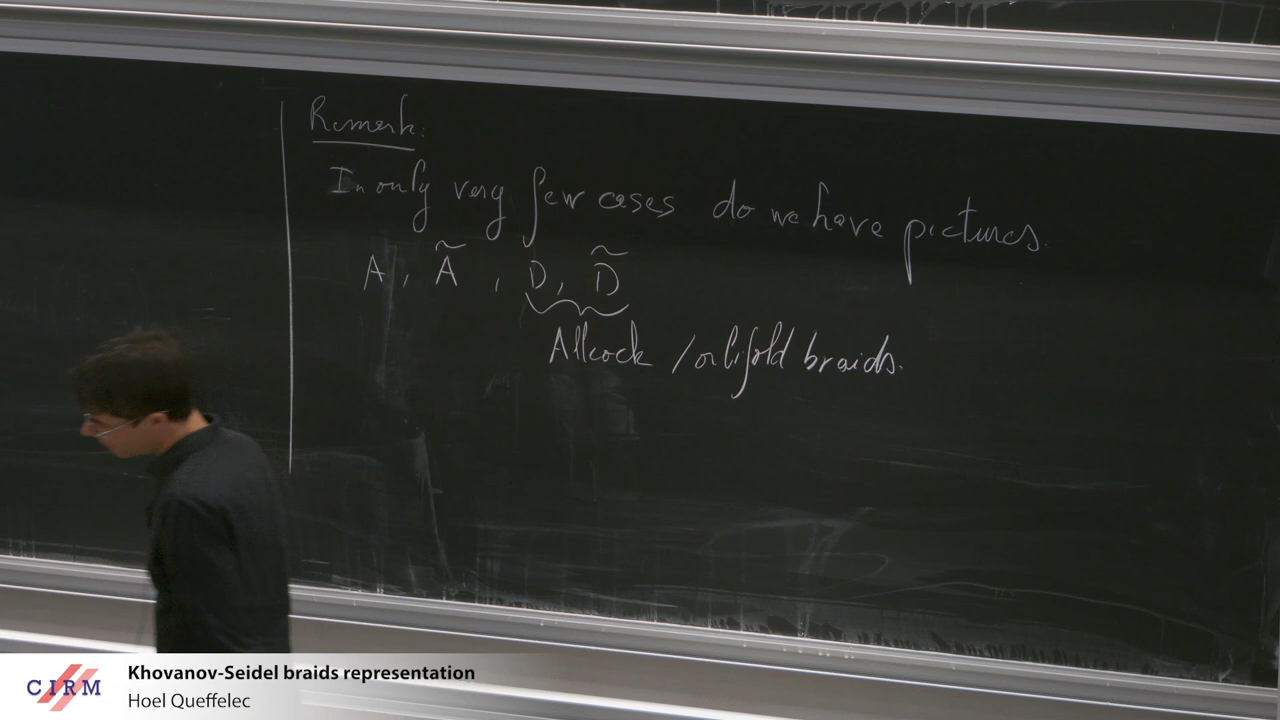 Remark:
In only very few cases do we have pictures.
A, Ã, D, D̃
Allcock / orbifold braids.
CIRM
Khovanov-Seidel braids representation
Hoel Queffelec